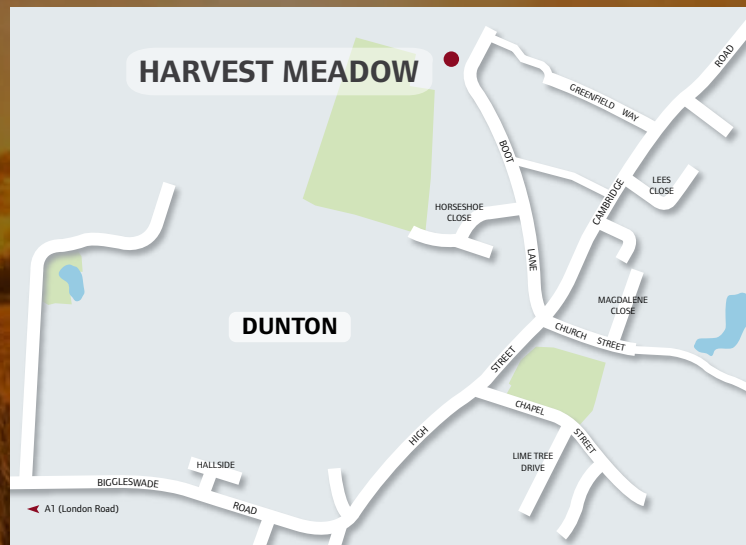 HARVEST MEADOW
ROAD
GREENFIELD WAY
BOOT
LANE
CAMBRIDGE
LEES
CLOSE
HORSESHOE
CLOSE
MAGDALENE
CLOSE
DUNTON
CHURCH STREET
STREET
HIGH
CHAPEL
STREET
LIME TREE
DRIVE
HALLSIDE
BIGGLESWADE
ROAD
A1 (London Road)